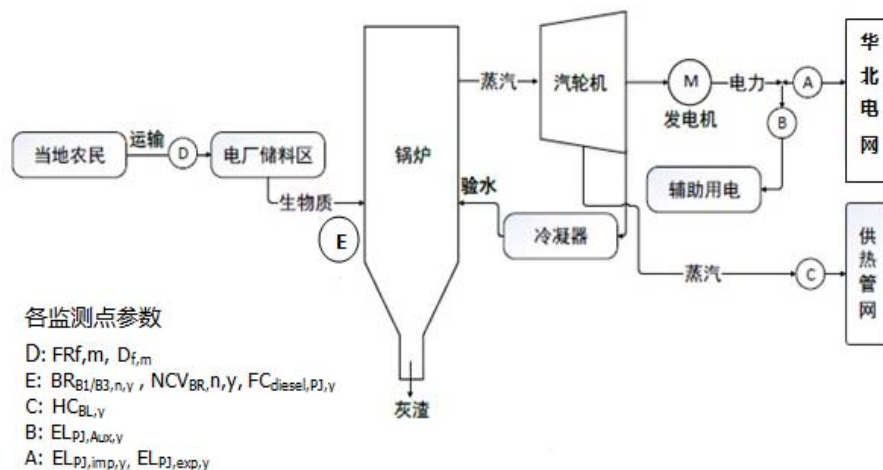 当地农民
运输
D
电厂储料区
生物质
E
锅炉
灰渣
蒸汽
汽轮机
验水
冷凝器
M
发电机
电力
A
B
辅助用电
华北电网
蒸汽
C
供热管网
各监测点参数
D: FRf,m, Df,m
E: BRB1/B3,n,y , NCVBR,n,y, FCdiesel,PJ,y
C: HCBL,y
B: ELPJ,Aux,y
A: ELPJ,imp,y, ELPJ,exp,y